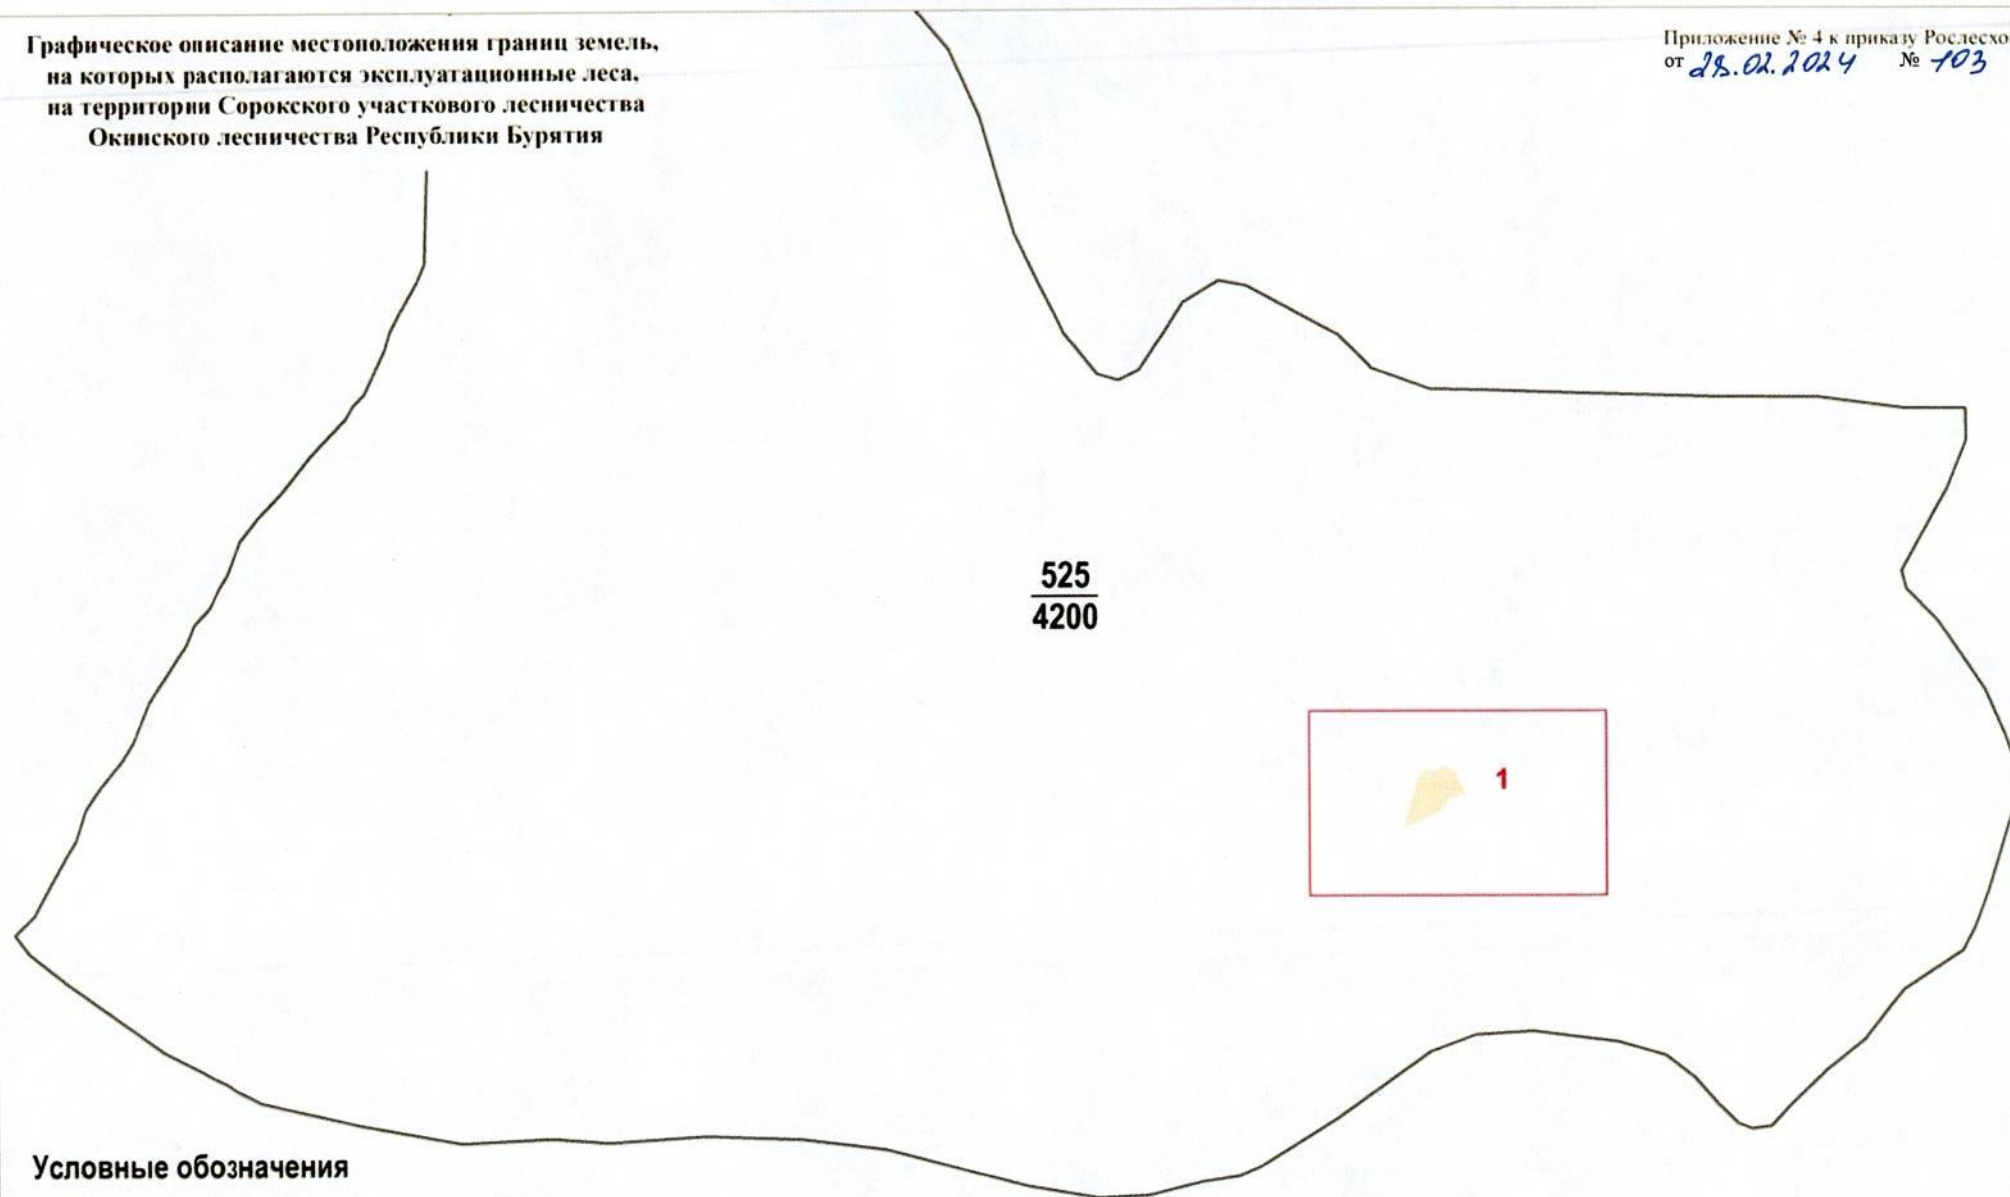 Графическое описание местоположения границ земель,
на которых располагаются эксплуатационные леса,
на территории Сорокского участкового лесничества
Окинского лесничества Республики Бурятия
Приложение № 4 к приказу Рослесхо
от 28.02.2024 № 103
525
4200
1
Условные обозначения